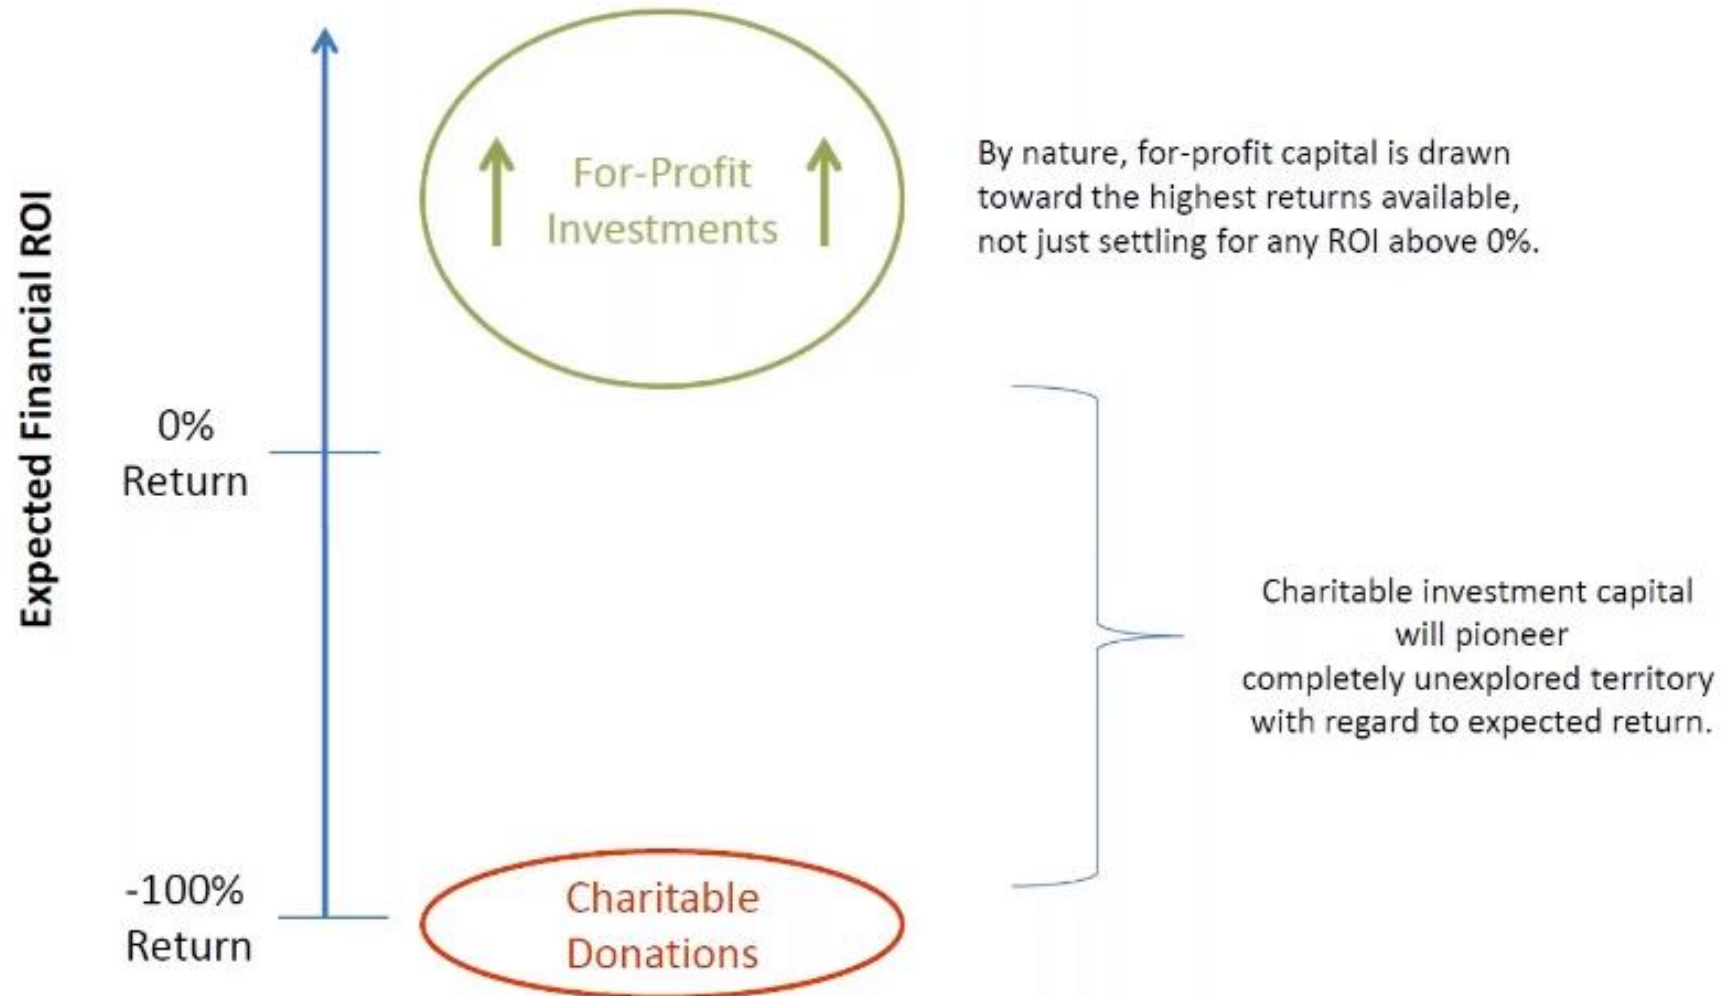 Expected Financial ROI
For-Profit
Investments
By nature, for-profit capital is drawn
toward the highest returns available,
not just settling for any ROI above 0%.
0%
Return
Charitable investment capital
will pioneer
completely unexplored territory
with regard to expected return.
-100%
Return
Charitable
Donations